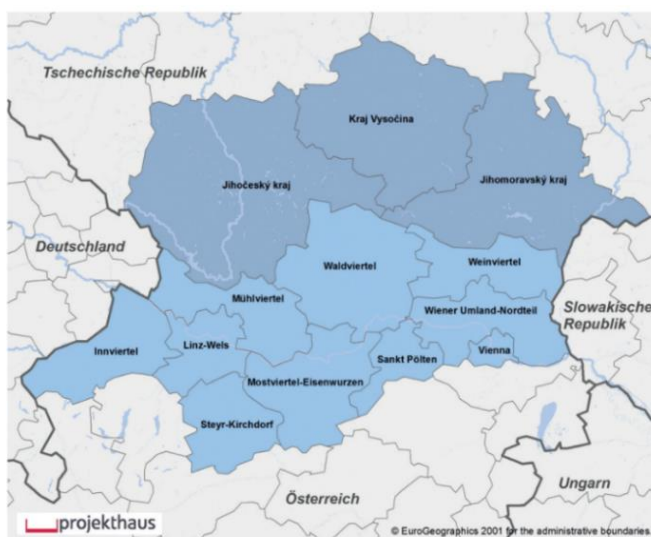 Tschechische Republik
Kraj Vysočina
Jihočeský kraj
Jihomoravský kraj
Deutschland
Waldviertel
Weinviertel
Mühlviertel
Wiener Umland-Nordteil
Slowakische
Republik
Innviertel
Linz-Wels
Sankt Pölten
Vienna
Mostviertel-Eisenwurzen
Steyr-Kirchdorf
Österreich
Ungarn
projekthaus
© EuroGeographics 2001 for the administrative boundaries